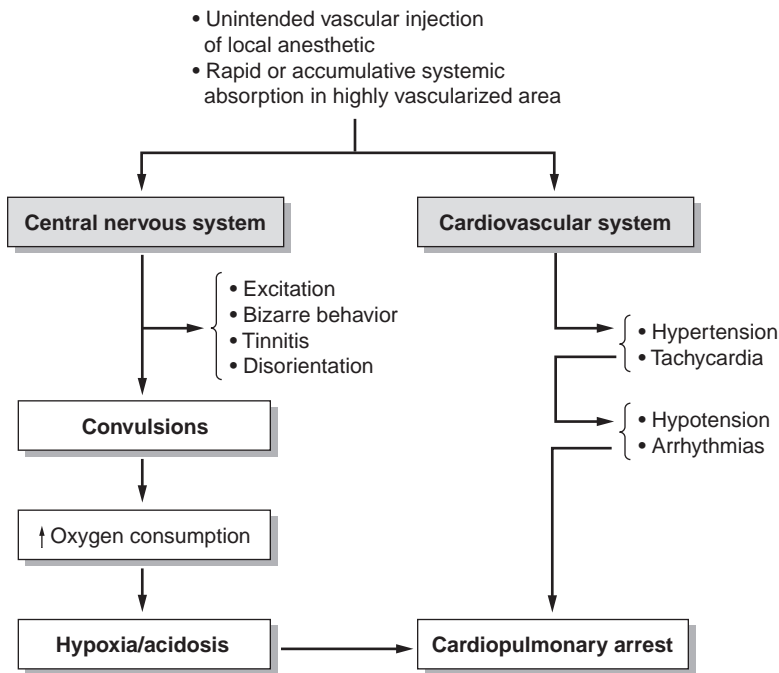 • Unintended vascular injection
of local anesthetic
• Rapid or accumulative systemic
absorption in highly vascularized area
Central nervous system
Cardiovascular system
• Excitation
• Bizarre behavior
• Tinnitis
• Disorientation
• Hypertension
• Tachycardia
Convulsions
• Hypotension
• Arrhythmias
↑ Oxygen consumption
Hypoxia/acidosis
Cardiopulmonary arrest